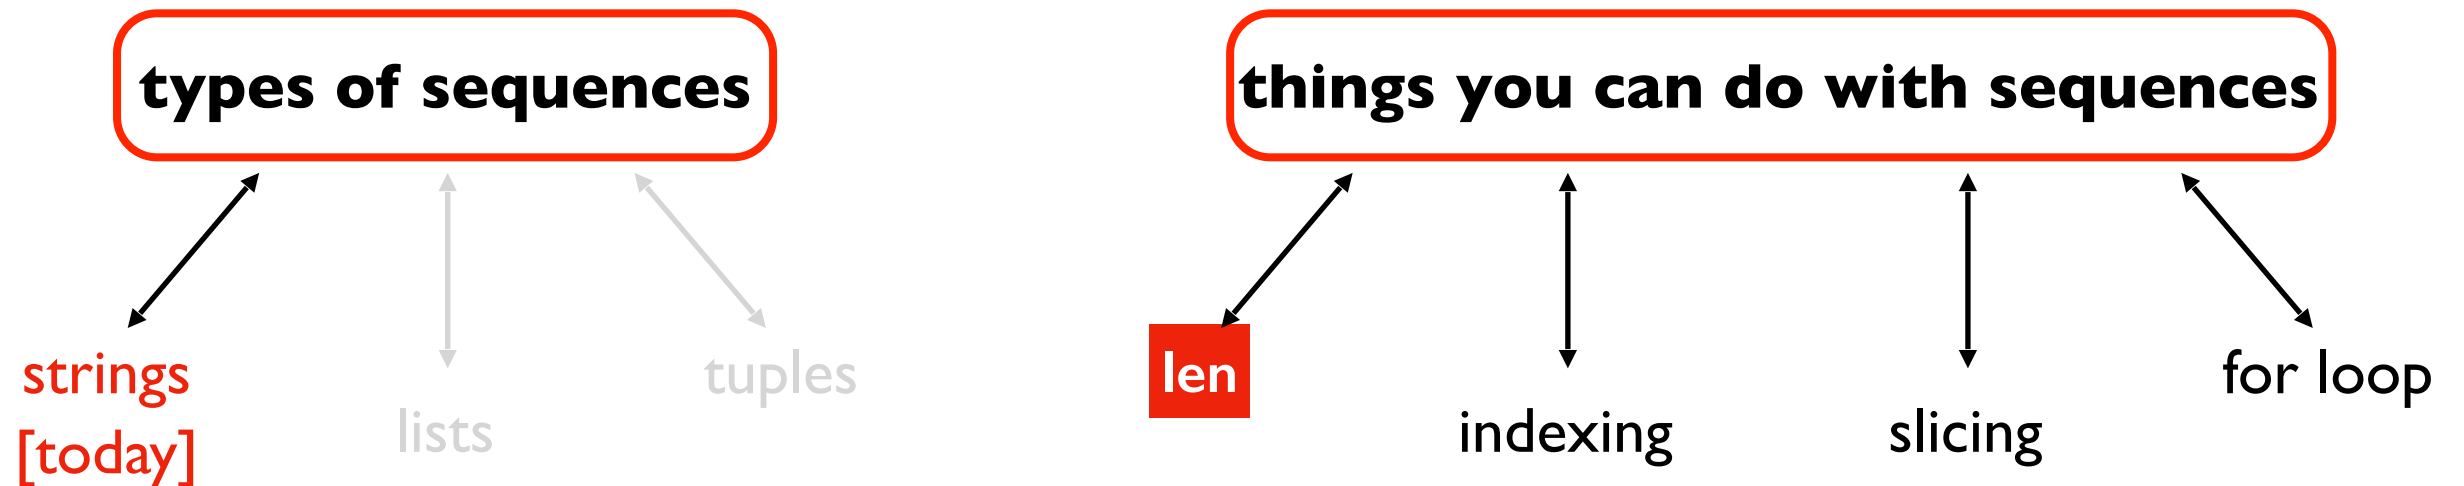 types of sequences
things you can do with sequences
strings
[today]
lists
tuples
len
indexing
slicing
for loop